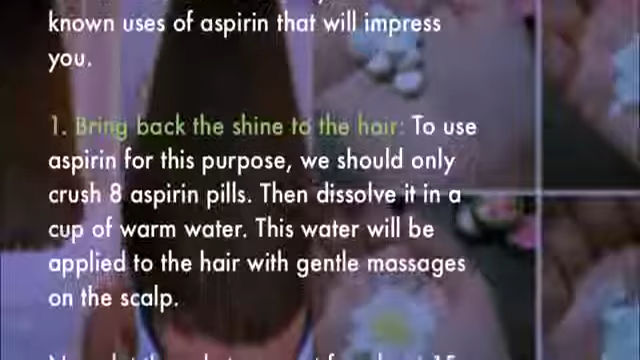 known uses of aspirin that will impress
you.
1. Bring back the shine to the hair: To use
aspirin for this purpose, we should only
crush 8 aspirin pills. Then dissolve it in a
cup of warm water. This water will be
applied to the hair with gentle massages
on the scalp.